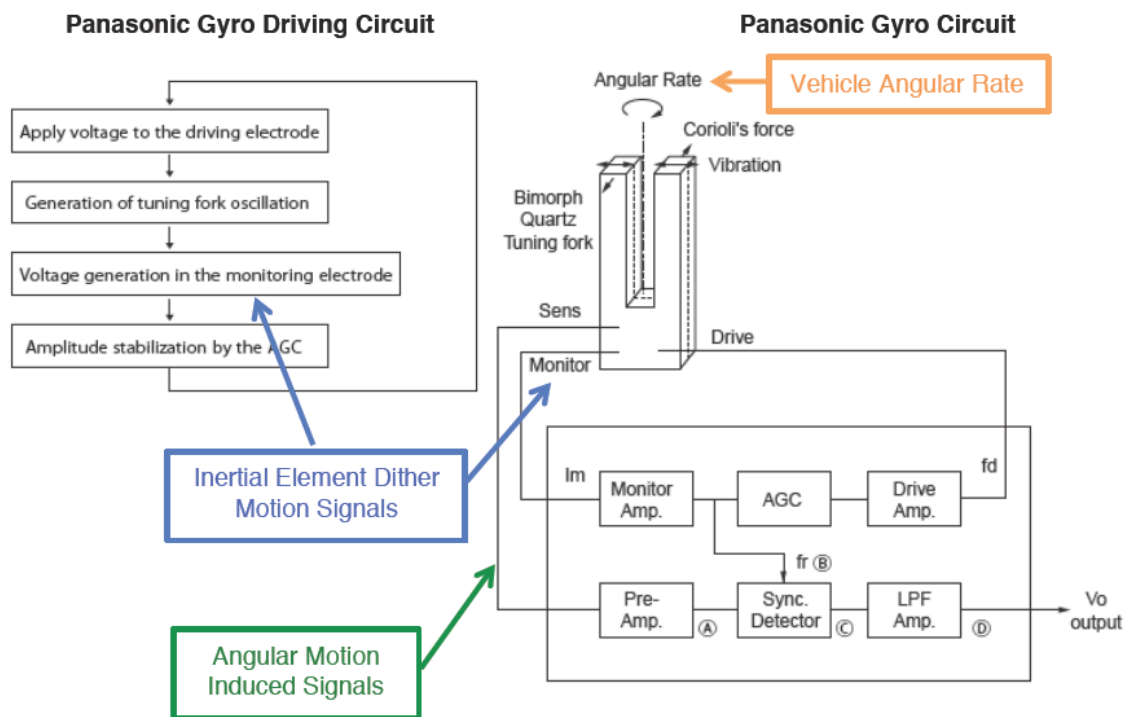 Panasonic Gyro Driving Circuit
Apply voltage to the driving electrode
Generation of tuning fork oscillation
Voltage generation in the monitoring electrode
Amplitude stabilization by the AGC
Panasonic Gyro Circuit
Angular Rate
Vehicle Angular Rate
Corioli's force
Vibration
Bimorph
Quartz
Tuning fork
Sens
Drive
Monitor
Inertial Element Dither
Motion Signals
Im
Monitor
Amp.
AGC
Drive
Amp.
fd
fr Ⓑ
Pre-
Amp.
Ⓐ
Sync.
Detector
Ⓒ
LPF
Amp.
Ⓓ
Vo
output
Angular Motion
Induced Signals